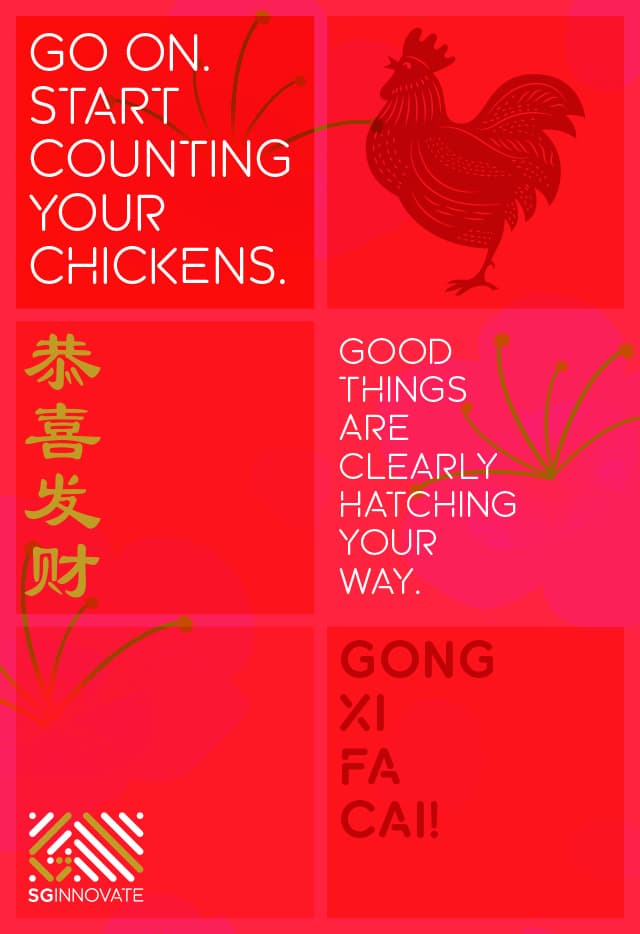 GO ON.
START
COUNTING
YOUR
CHICKENS.
恭
喜
发
财
GOOD
THINGS
ARE
CLEARLY
HATCHING
YOUR
WAY.
GONG
XI
FA
CAI!
SGINNOVATE